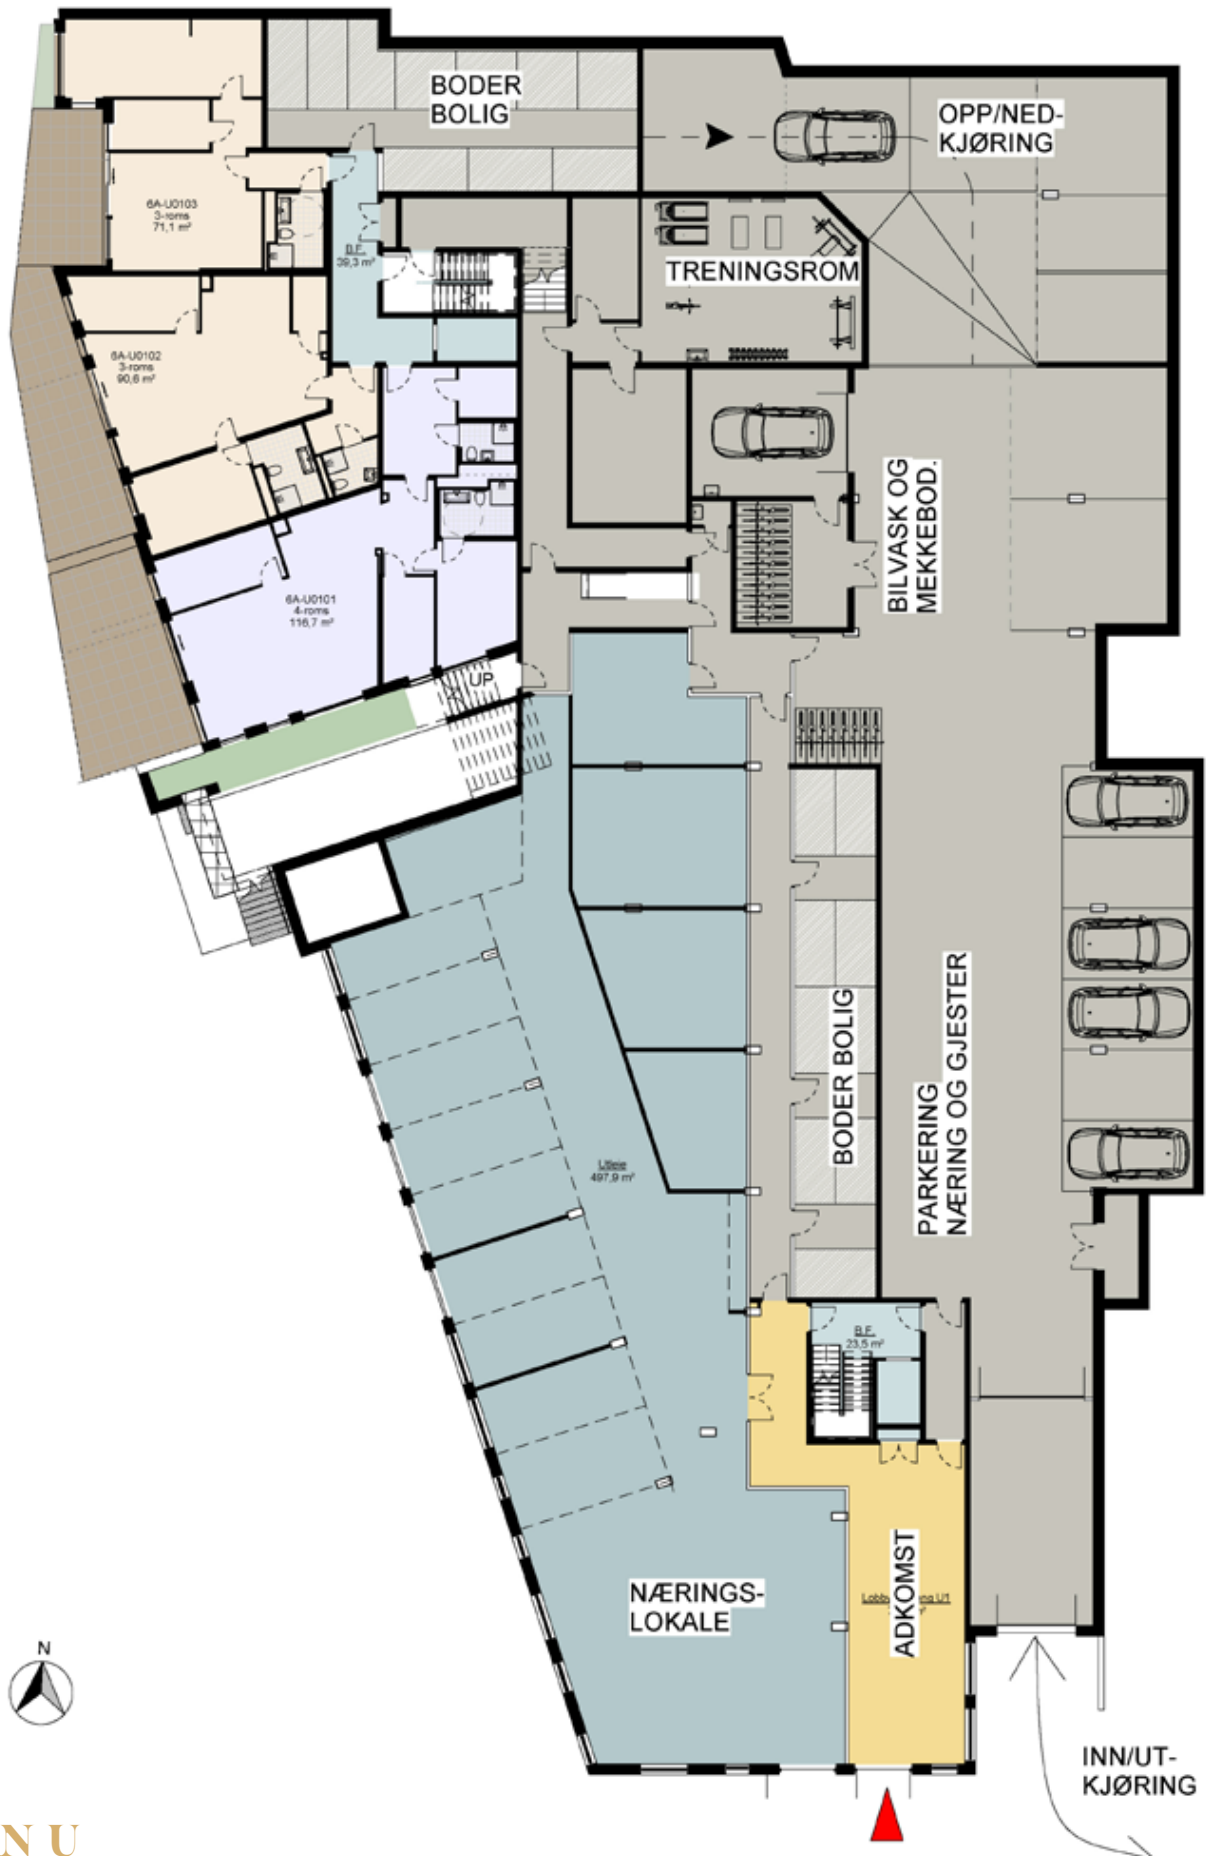 BODER
BOLIG
OPP/NED-
KJØRING
6A-U0103
3-roms
71,1 m²
B.F.
39,3 m²
TRENINGSROM
6A-U0102
3-roms
90,6 m²
BILVASK OG
MEKKEBOD.
6A-U0101
4-roms
116,7 m²
UP
BODER BOLIG
PARKERING
NÆRING OG GJESTER
Utleie
497,9 m²
B.F.
23,5 m²
NÆRINGS-
LOKALE
ADKOMST
U1
N
INN/UT-
KJØRING
NU